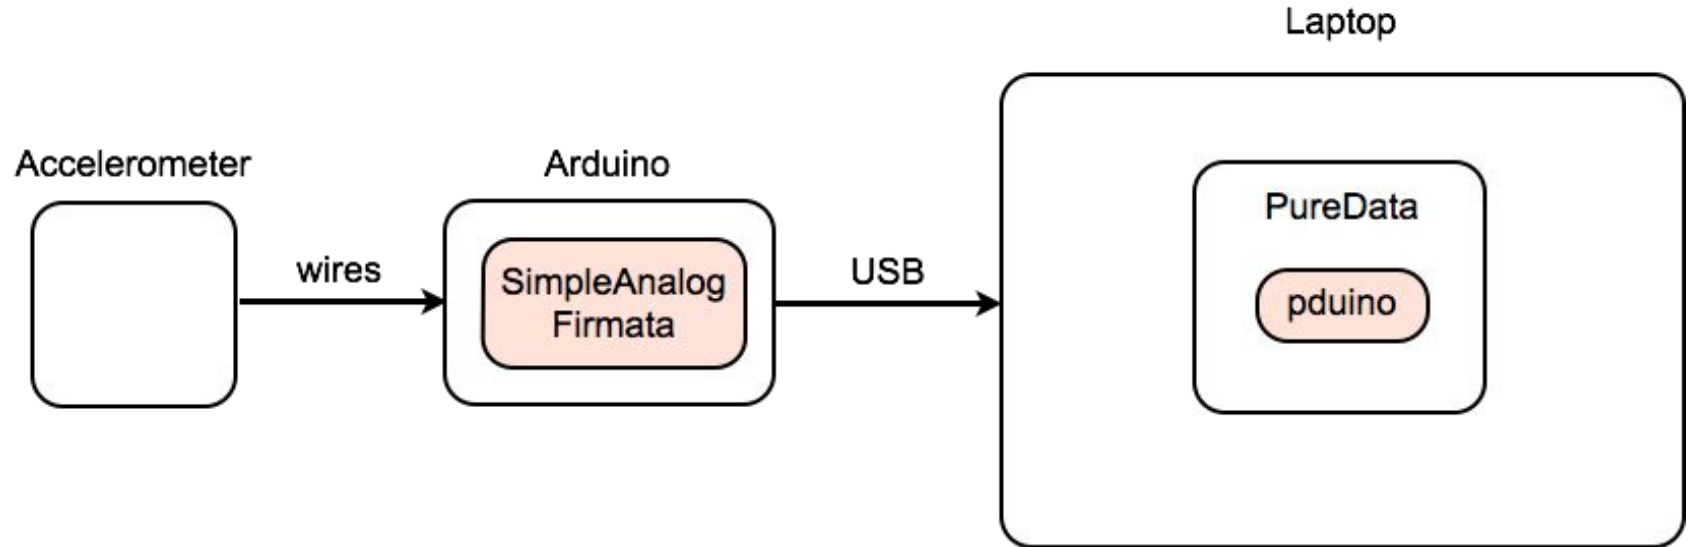 Laptop
Accelerometer
Arduino
PureData
wires
SimpleAnalog
Firmata
USB
pduino